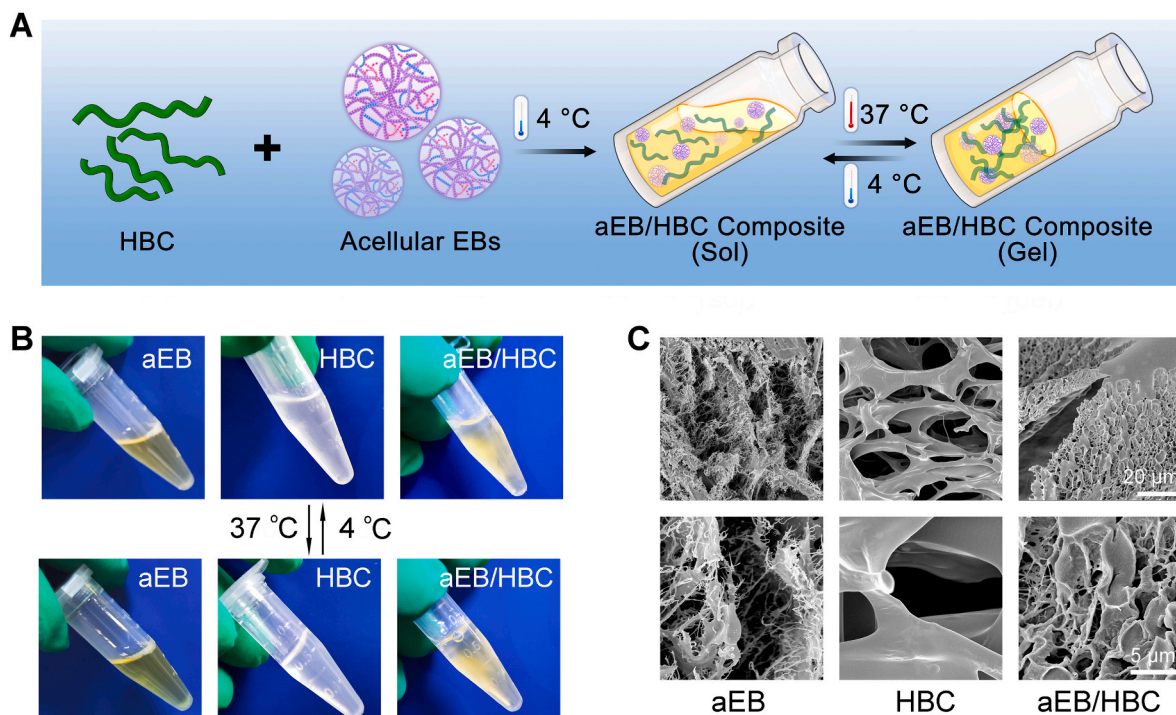 A
HBC
+
Acellular EBs
4 °C
aEB/HBC Composite
(Sol)
37 °C
4 °C
aEB/HBC Composite
(Gel)
B
aEB
HBC
aEB/HBC
37 °C
4 °C
aEB
HBC
aEB/HBC
C
20 μm
5 μm
aEB
HBC
aEB/HBC